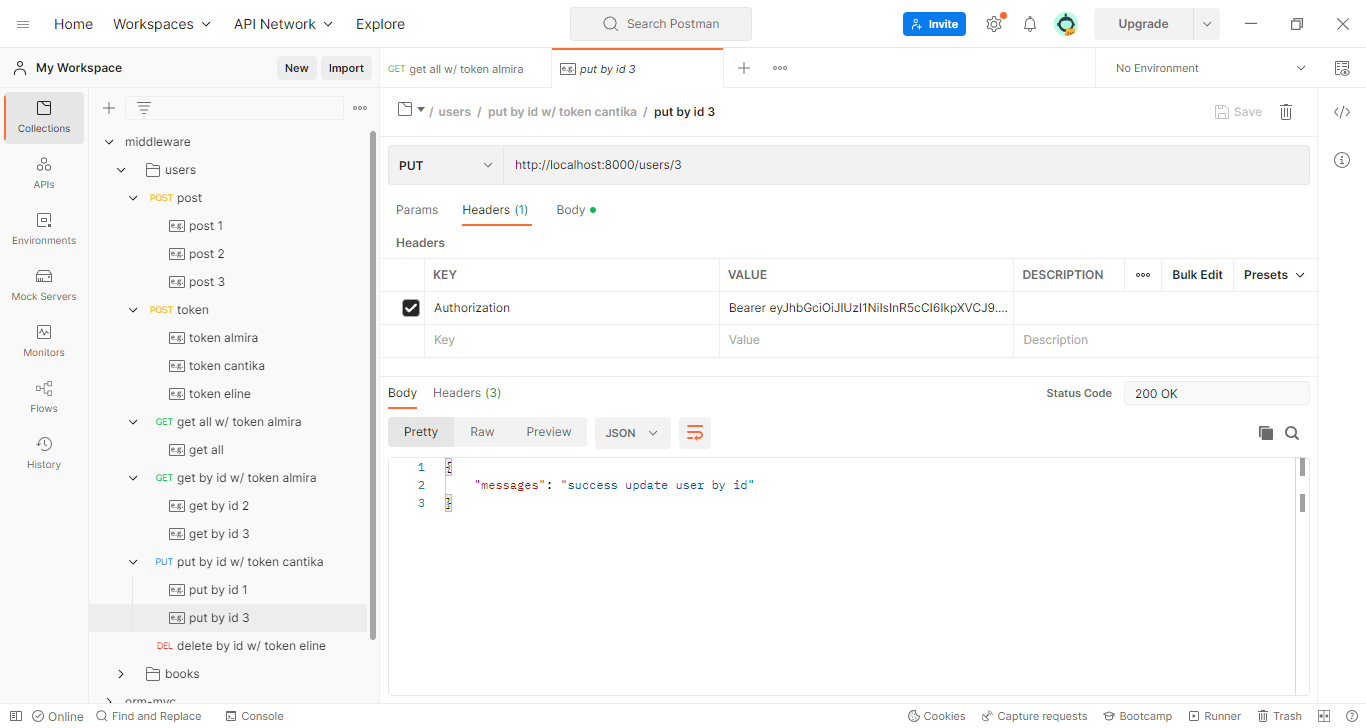 Home Workspaces API Network Explore Search Postman Invite Upgrade
My Workspace New Import GET get all w/ token almira e.g. put by id 3 No Environment
Collections
APIs
Environments
Mock Servers
Monitors
Flows
History
middleware
users
POST post
e.g. post 1
e.g. post 2
e.g. post 3
POST token
e.g. token almira
e.g. token cantika
e.g. token eline
GET get all w/ token almira
e.g. get all
GET get by id w/ token almira
e.g. get by id 2
e.g. get by id 3
PUT put by id w/ token cantika
e.g. put by id 1
e.g. put by id 3
DEL delete by id w/ token eline
books
orm-mvc
/ users / put by id w/ token cantika / put by id 3 Save
PUT http://localhost:8000/users/3
Params Headers (1) Body
Headers
KEY VALUE DESCRIPTION Bulk Edit Presets
Authorization Bearer eyJhbGciOiJIUzI1NiIsInR5cCI6IkpXVCJ9....
Key Value Description
Body Headers (3) Status Code 200 OK
Pretty Raw Preview JSON
1 {
2 "messages": "success update user by id"
3 }
Online Find and Replace Console Cookies Capture requests Bootcamp Runner Trash